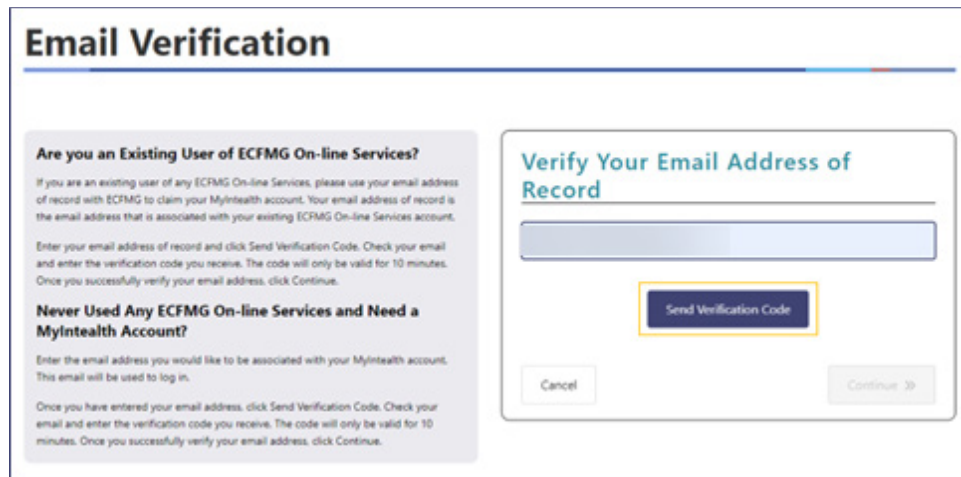 Email Verification
Are you an Existing User of ECFMG On-line Services?
If you are an existing user of any ECFMG On-line Services, please use your email address
of record with ECFMG to claim your MyIntealth account. Your email address of record is
the email address that is associated with your existing ECFMG On-line Services account.
Enter your email address of record and click Send Verification Code. Check your email
and enter the verification code you receive. The code will only be valid for 10 minutes.
Once you successfully verify your email address, click Continue.
Never Used Any ECFMG On-line Services and Need a
MyIntealth Account?
Enter the email address you would like to be associated with your MyIntealth account.
This email will be used to log in.
Once you have entered your email address, click Send Verification Code. Check your
email and enter the verification code you receive. The code will only be valid for 10
minutes. Once you successfully verify your email address, click Continue.
Verify Your Email Address of
Record
Send Verification Code
Cancel
Continue »